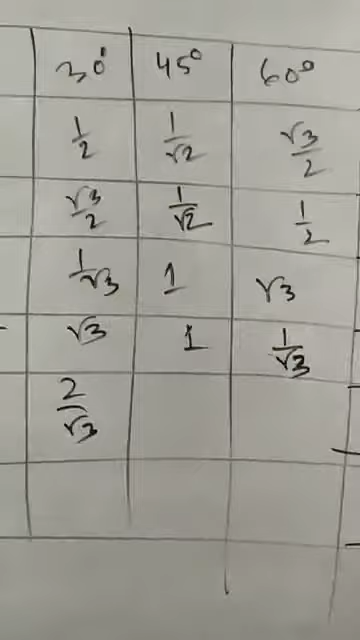 30° 45° 60°
1/2 1/√2 √3/2
√3/2 1/√2 1/2
1/√3 1 √3
√3 1 1/√3
2/√3